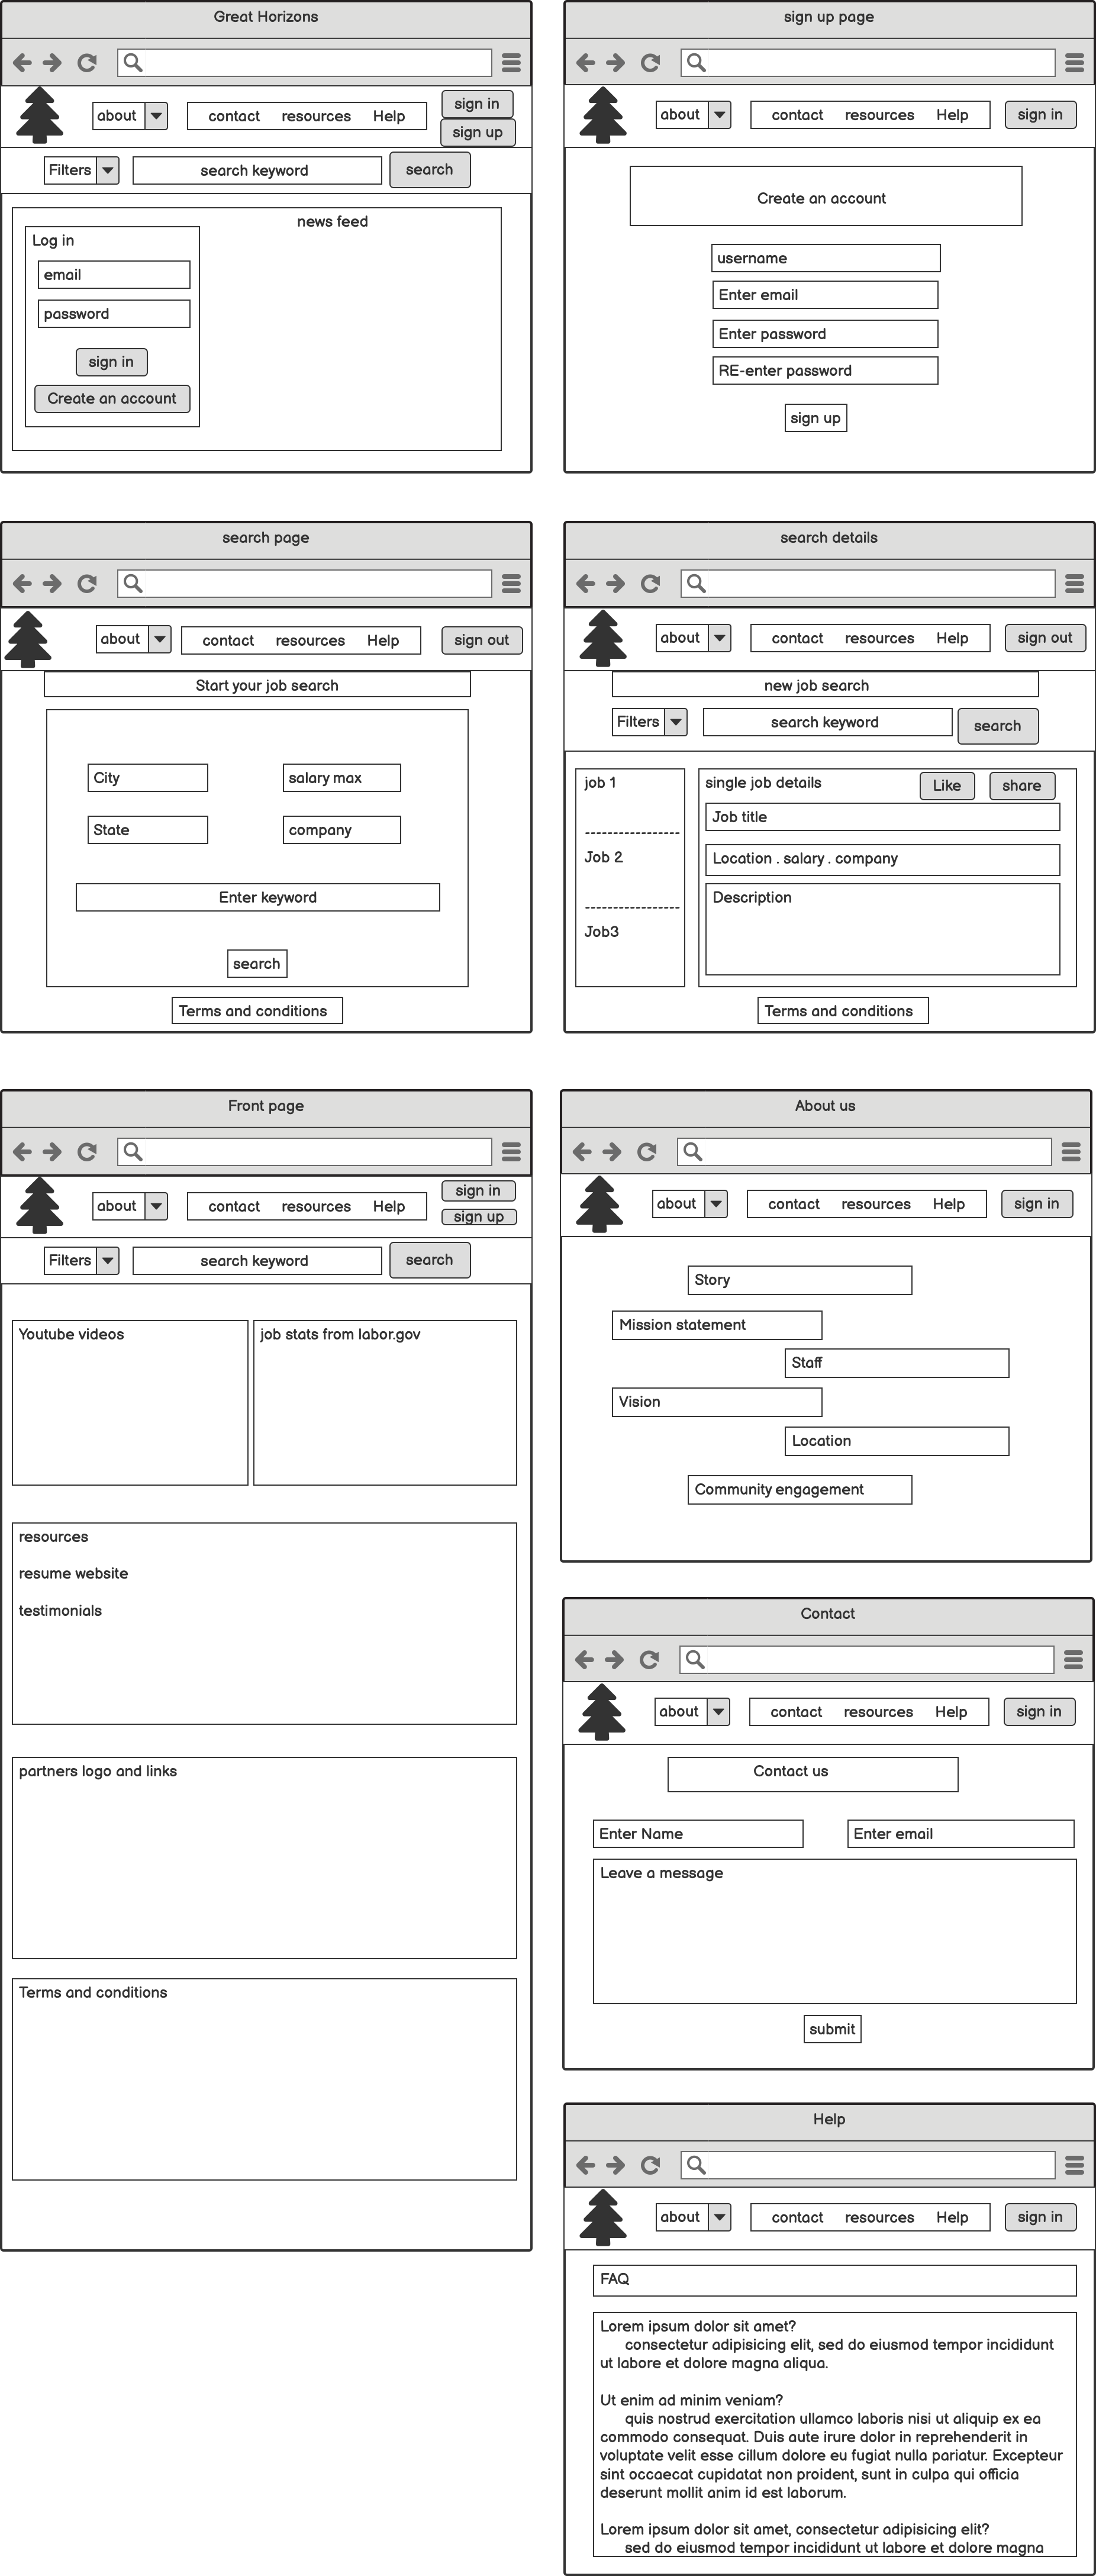 Great Horizons
about
contact resources Help
sign in
sign up
Filters
search keyword
search
news feed
Log in
email
password
sign in
Create an account
sign up page
about
contact resources Help
sign in
Create an account
username
Enter email
Enter password
RE-enter password
sign up
search page
about
contact resources Help
sign out
Start your job search
City
salary max
State
company
Enter keyword
search
Terms and conditions
search details
about
contact resources Help
sign out
new job search
Filters
search keyword
search
job 1
--------------------
Job 2
--------------------
Job3
single job details
Like
share
Job title
Location . salary . company
Description
Terms and conditions
Front page
about
contact resources Help
sign in
sign up
Filters
search keyword
search
Youtube videos
job stats from labor.gov
resources
resume website
testimonials
partners logo and links
Terms and conditions
About us
about
contact resources Help
sign in
Story
Mission statement
Staff
Vision
Location
Community engagement
Contact
about
contact resources Help
sign in
Contact us
Enter Name
Enter email
Leave a message
submit
Help
about
contact resources Help
sign in
FAQ
Lorem ipsum dolor sit amet?
consectetur adipisicing elit, sed do eiusmod tempor incididunt
ut labore et dolore magna aliqua.
Ut enim ad minim veniam?
quis nostrud exercitation ullamco laboris nisi ut aliquip ex ea
commodo consequat. Duis aute irure dolor in reprehenderit in
voluptate velit esse cillum dolore eu fugiat nulla pariatur. Excepteur
sint occaecat cupidatat non proident, sunt in culpa qui officia
deserunt mollit anim id est laborum.
Lorem ipsum dolor sit amet, consectetur adipisicing elit?
sed do eiusmod tempor incididunt ut labore et dolore magna